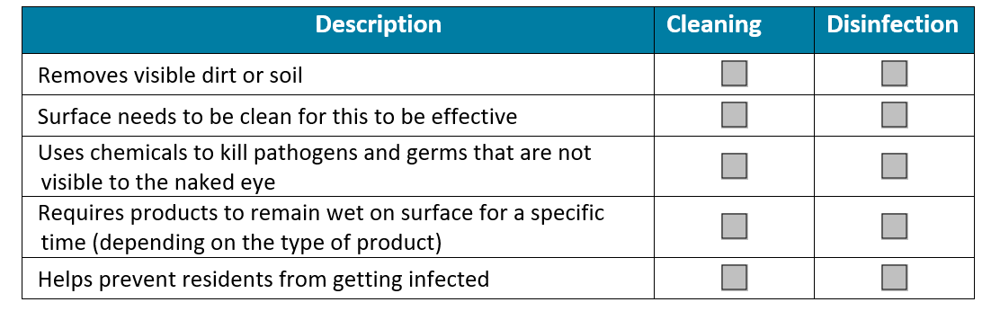 Description Cleaning Disinfection
Removes visible dirt or soil
Surface needs to be clean for this to be effective
Uses chemicals to kill pathogens and germs that are not
visible to the naked eye
Requires products to remain wet on surface for a specific
time (depending on the type of product)
Helps prevent residents from getting infected